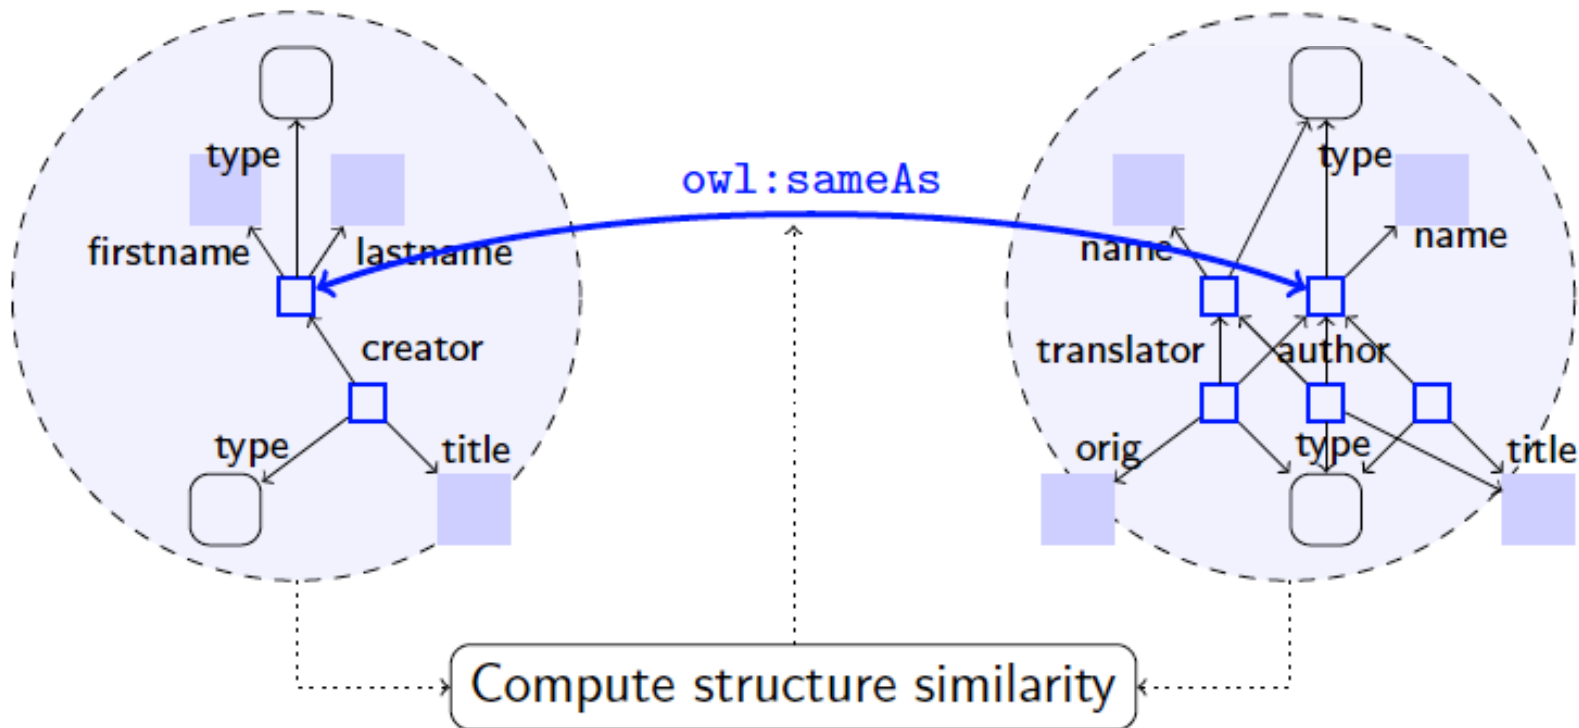 type
type
owl:sameAs
firstname
lastname
name
name
creator
translator
author
type
title
orig
type
title
Compute structure similarity